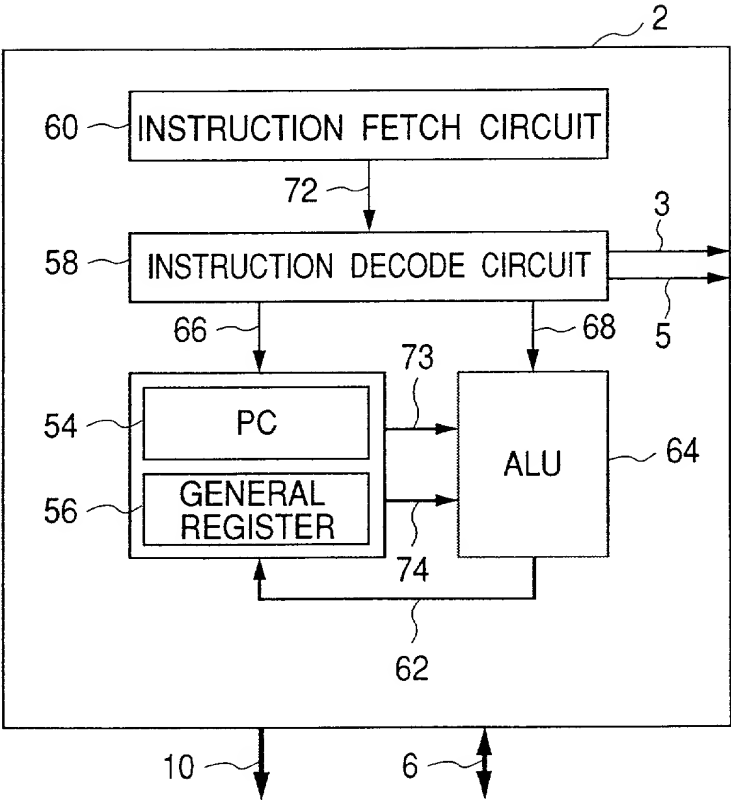 2
60
INSTRUCTION FETCH CIRCUIT
72
3
58
INSTRUCTION DECODE CIRCUIT
66
68
5
73
54
PC
ALU
64
56
GENERAL
REGISTER
74
62
10
6